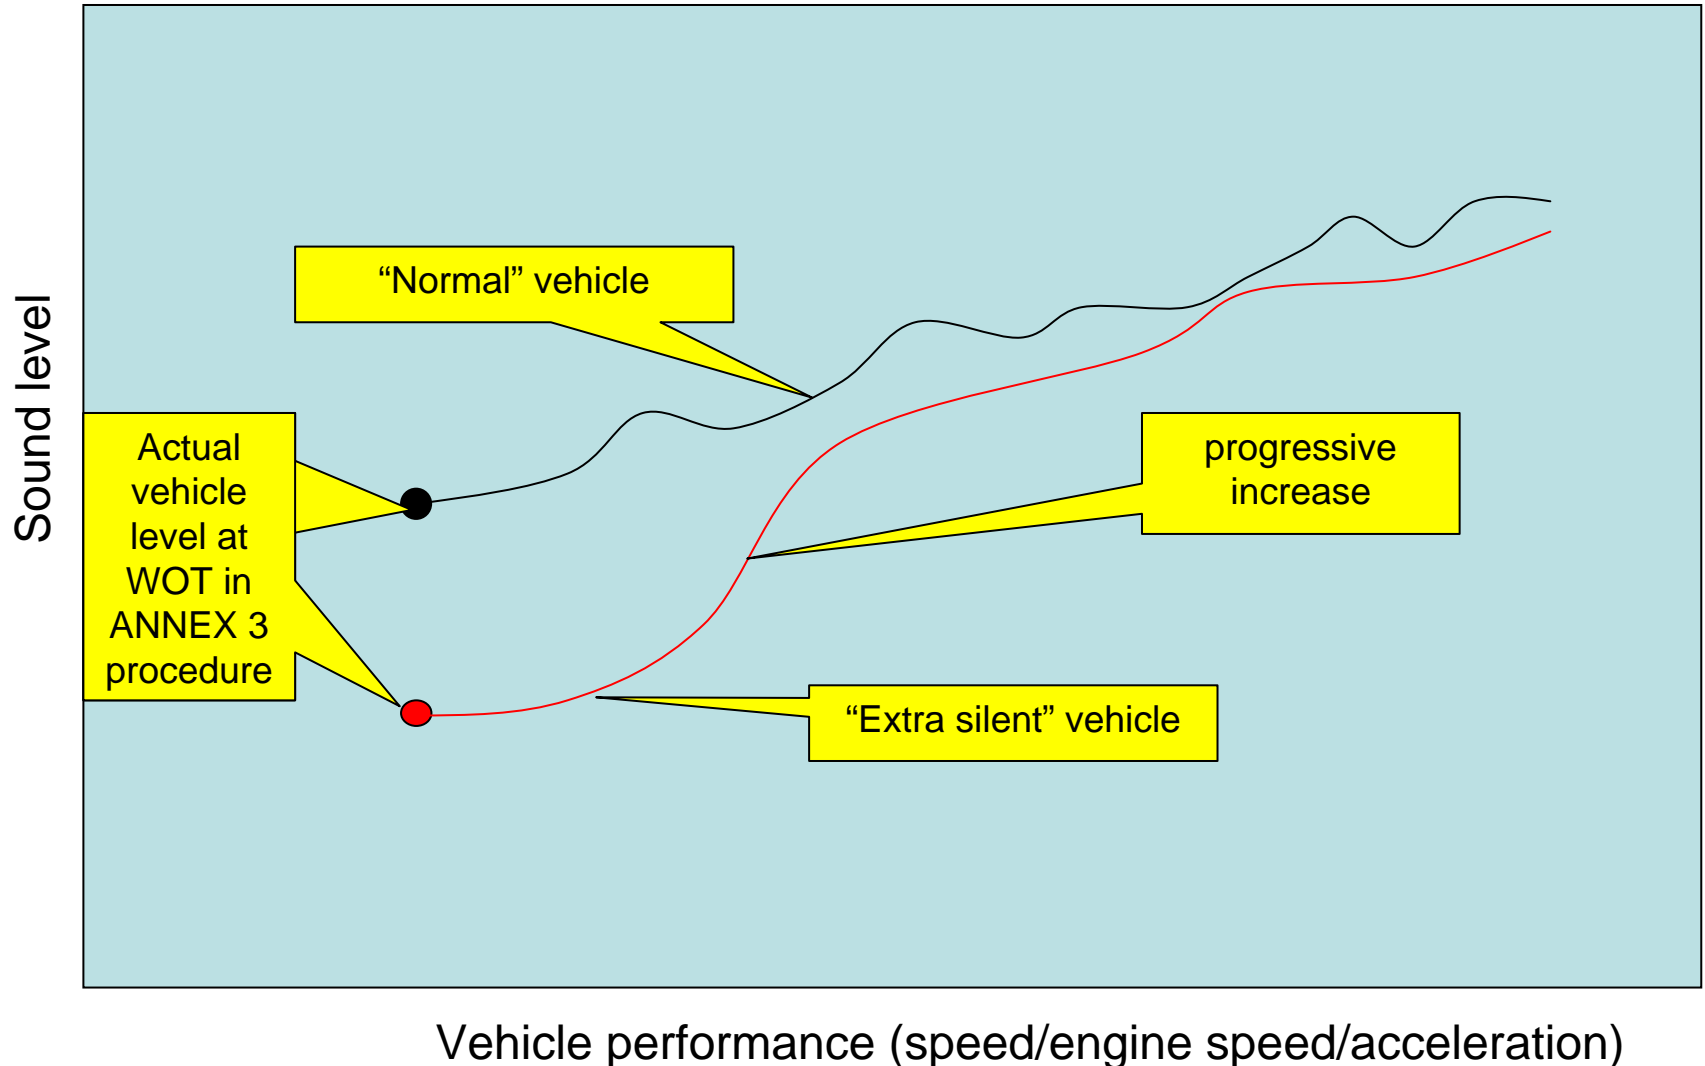 “Normal” vehicle
Sound level
Actual
vehicle
level at
WOT in
ANNEX 3
procedure
progressive
increase
“Extra silent” vehicle
Vehicle performance (speed/engine speed/acceleration)